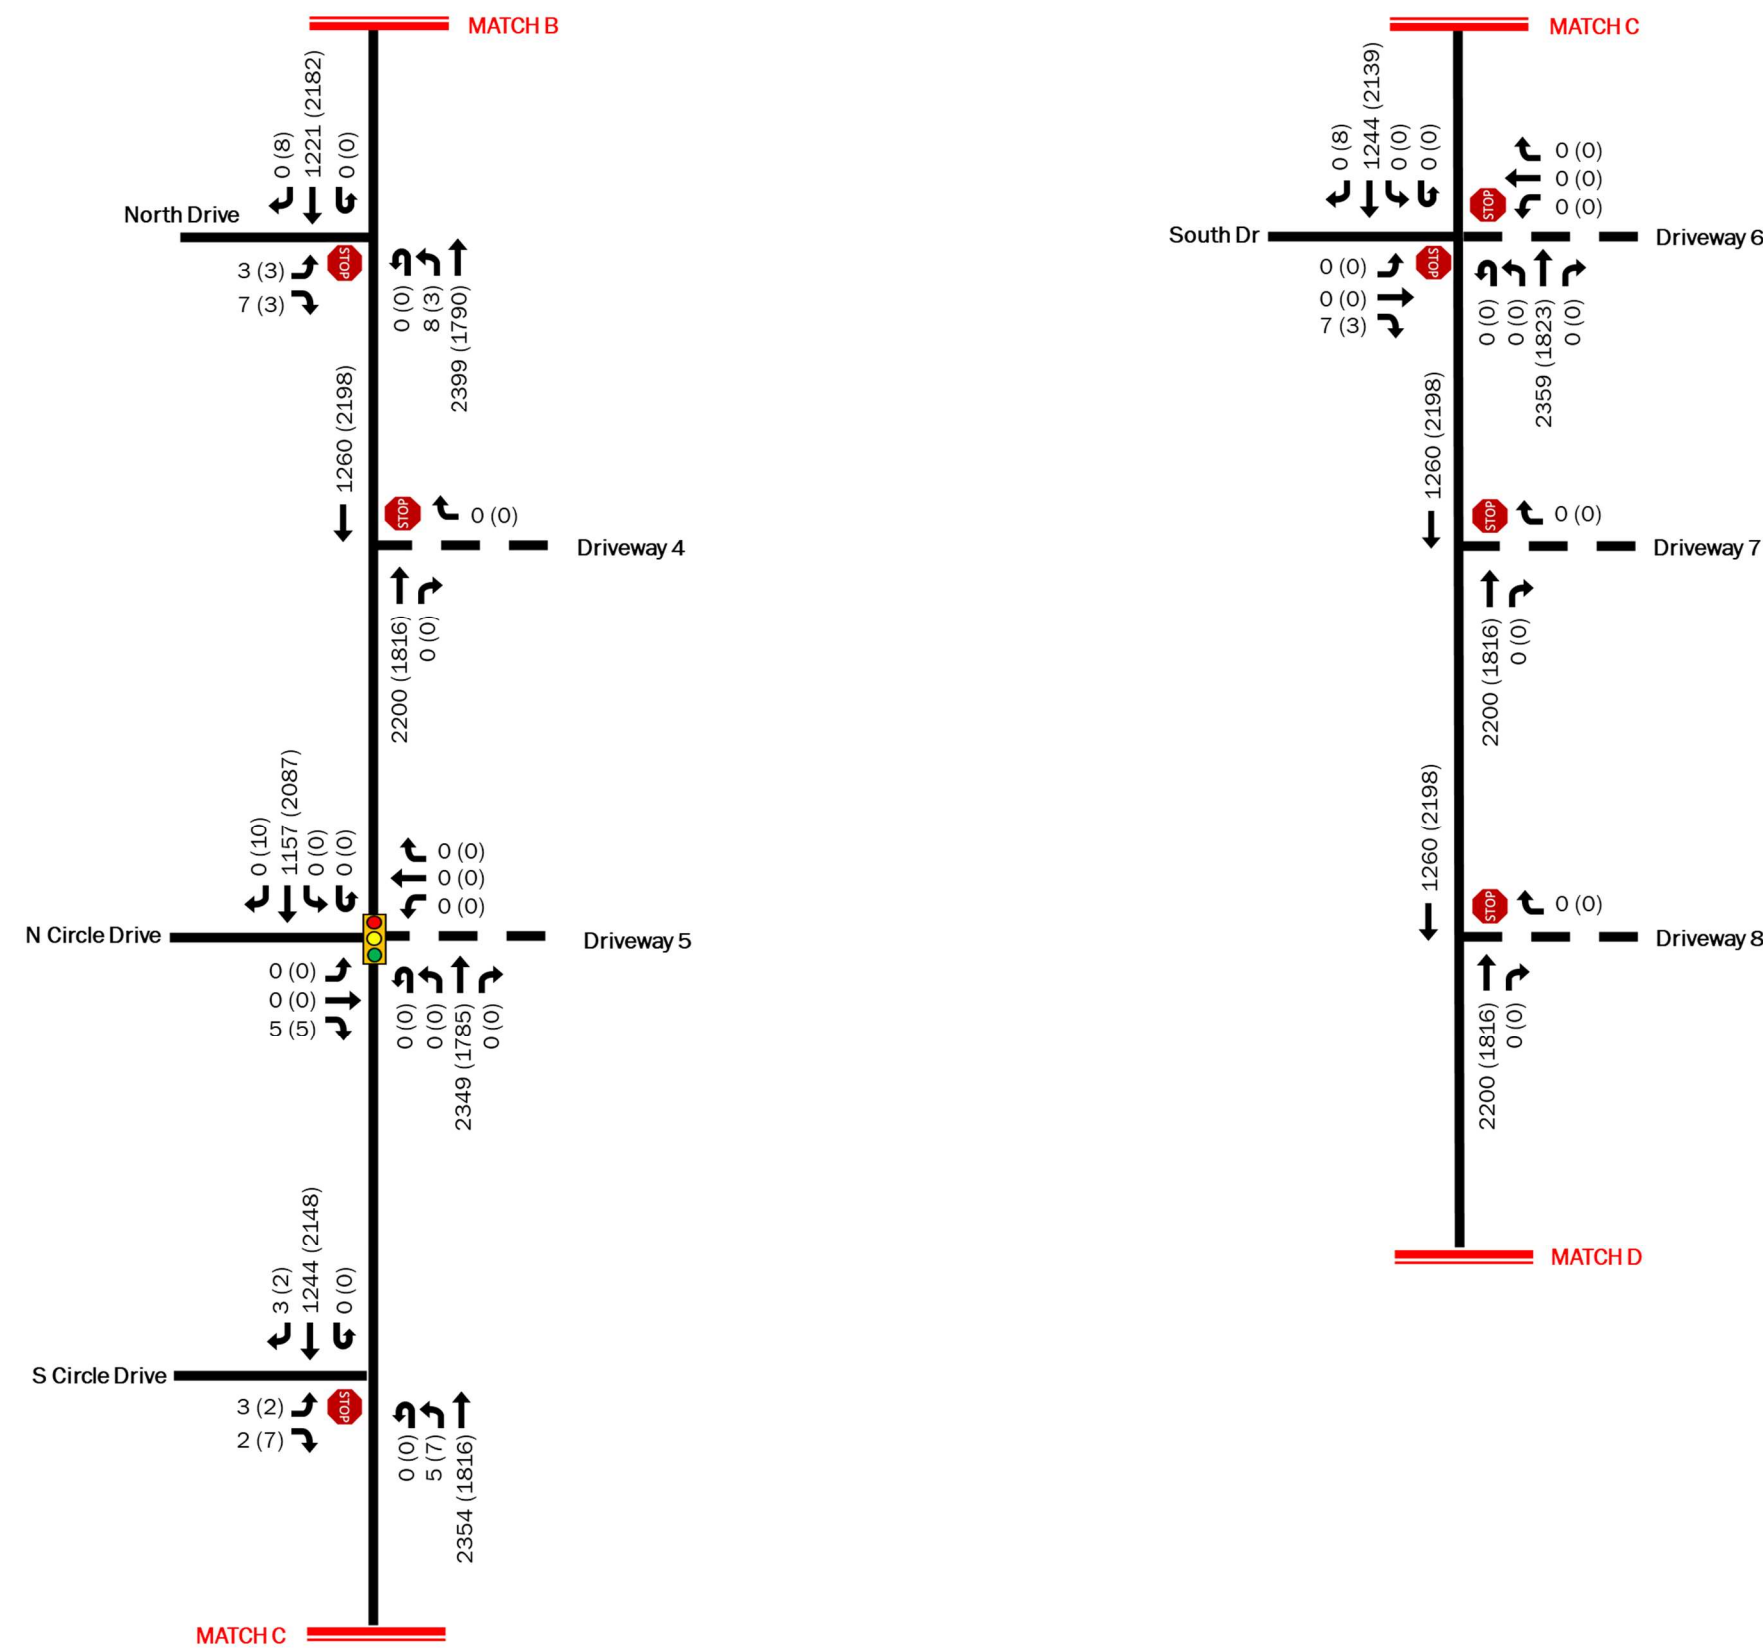 MATCH B
0 (8)
1221 (2182)
0 (0)
North Drive
STOP
3 (3)
7 (3)
0 (0)
8 (3)
2399 (1790)
1260 (2198)
STOP
0 (0)
Driveway 4
2200 (1816)
0 (0)
0 (10)
1157 (2087)
0 (0)
0 (0)
0 (0)
0 (0)
0 (0)
N Circle Drive
Driveway 5
0 (0)
0 (0)
5 (5)
0 (0)
0 (0)
2349 (1785)
0 (0)
3 (2)
1244 (2148)
0 (0)
S Circle Drive
STOP
3 (2)
2 (7)
0 (0)
5 (7)
2354 (1816)
MATCH C
MATCH C
0 (8)
1244 (2139)
0 (0)
0 (0)
0 (0)
0 (0)
0 (0)
STOP
South Dr
Driveway 6
STOP
0 (0)
0 (0)
7 (3)
0 (0)
0 (0)
2359 (1823)
0 (0)
1260 (2198)
STOP
0 (0)
Driveway 7
2200 (1816)
0 (0)
1260 (2198)
STOP
0 (0)
Driveway 8
2200 (1816)
0 (0)
MATCH D